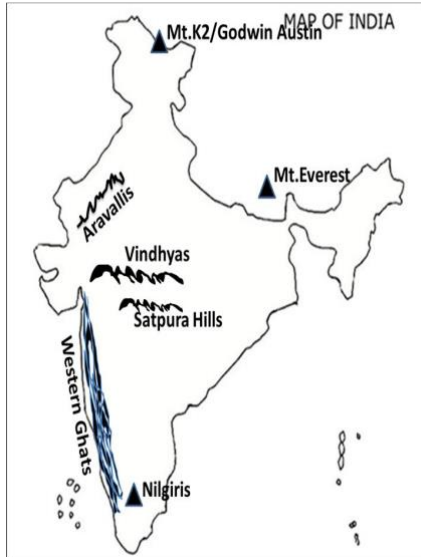 MAP OF INDIA
Mt.K2/Godwin Austin
Mt.Everest
Aravallis
Vindhyas
Satpura Hills
Western Ghats
Nilgiris